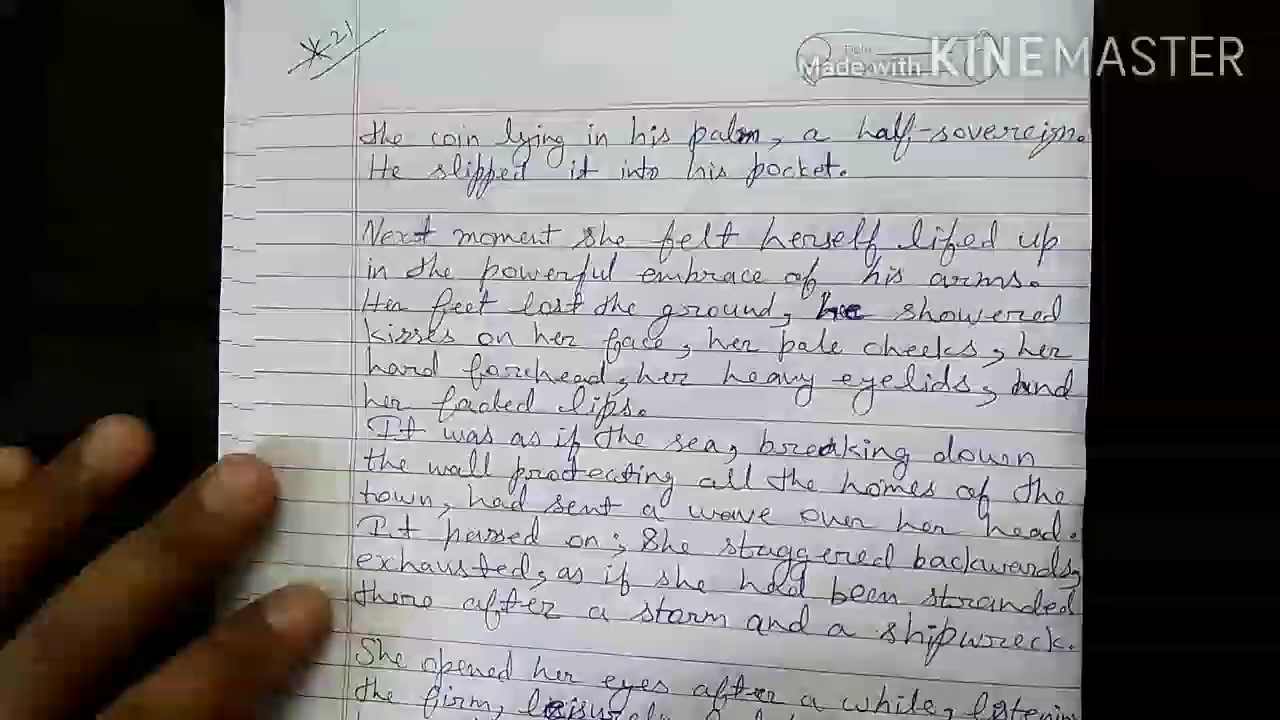 *-21
Made with KINEMASTER
the coin lying in his palm, a half-sovereign.
He slipped it into his pocket.
Next moment she felt herself lifed up
in the powerful embrace of his arms.
Her feet lost the ground, he showered
kisses on her face, her pale cheeks, her
hard forehead, her heavy eyelids, and
her faded lips.
It was as if the sea, breaking down
the wall protecting all the homes of the
town, had sent a wave over her head.
It passed on; She staggered backwards,
exhausted, as if she had been stranded
there after a storm and a shipwreck.
She opened her eyes after a while, listening
the firm,